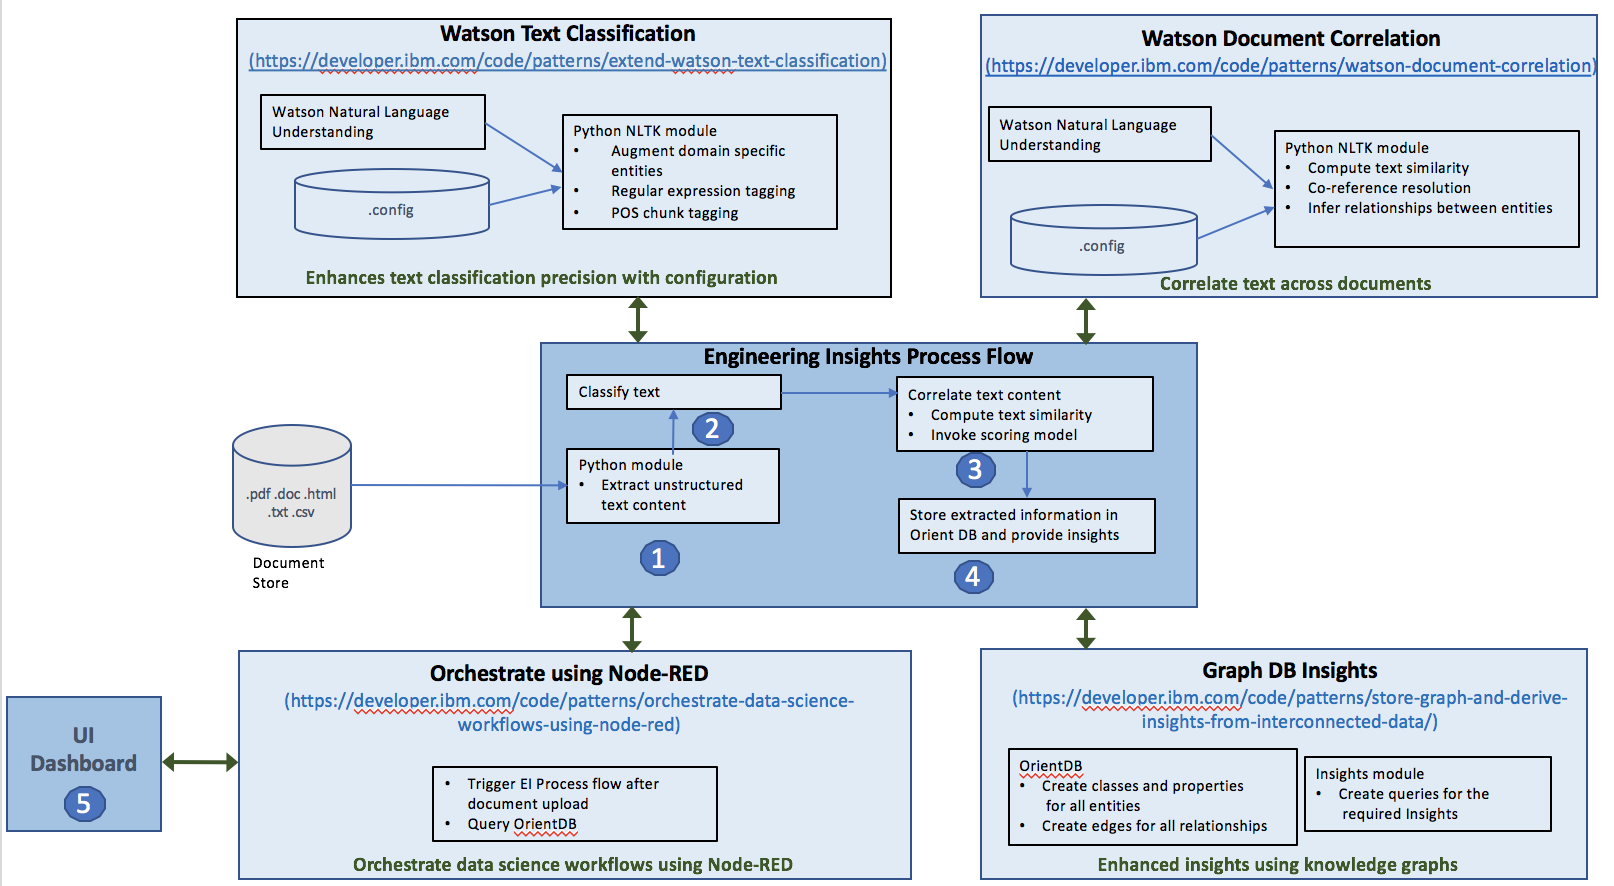 Watson Text Classification
(https://developer.ibm.com/code/patterns/extend-watson-text-classification)
Watson Natural Language
Understanding
.config
Python NLTK module
• Augment domain specific
entities
• Regular expression tagging
• POS chunk tagging
Enhances text classification precision with configuration
Watson Document Correlation
(https://developer.ibm.com/code/patterns/watson-document-correlation)
Watson Natural Language
Understanding
.config
Python NLTK module
• Compute text similarity
• Co-reference resolution
• Infer relationships between entities
Correlate text across documents
Engineering Insights Process Flow
Classify text
2
Python module
• Extract unstructured
text content
1
Correlate text content
• Compute text similarity
• Invoke scoring model
3
Store extracted information in
Orient DB and provide insights
4
.pdf .doc .html
.txt .csv
Document
Store
UI
Dashboard
5
Orchestrate using Node-RED
(https://developer.ibm.com/code/patterns/orchestrate-data-science-
workflows-using-node-red)
• Trigger EI Process flow after
document upload
• Query OrientDB
Orchestrate data science workflows using Node-RED
Graph DB Insights
(https://developer.ibm.com/code/patterns/store-graph-and-derive-
insights-from-interconnected-data/)
OrientDB
• Create classes and properties
for all entities
• Create edges for all relationships
Insights module
• Create queries for the
required Insights
Enhanced insights using knowledge graphs